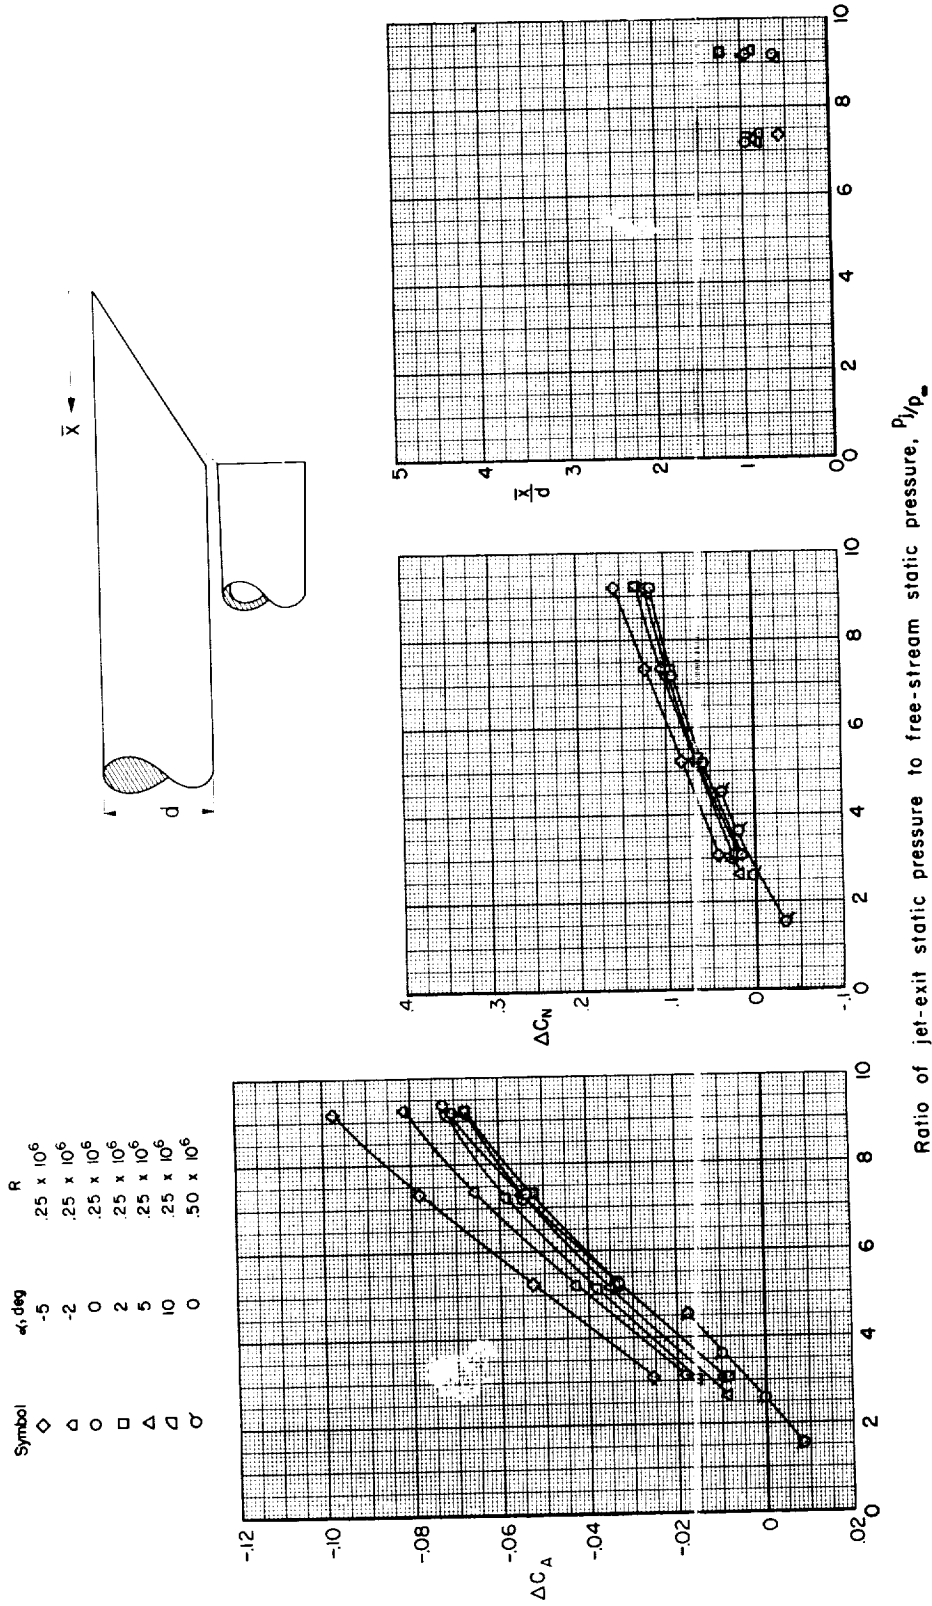 Symbol α, deg R
-5 .25 x 10⁶
-2 .25 x 10⁶
0 .25 x 10⁶
2 .25 x 10⁶
5 .25 x 10⁶
10 .25 x 10⁶
0 .50 x 10⁶
x̄
d
-.12
-.10
-.08
-.06
-.04
-.02
0
.02
ΔC_A
0 2 4 6 8 10
.4
.3
.2
.1
0
-.1
ΔC_N
0 2 4 6 8 10
5
4
3
2
1
0
x̄/d
0 2 4 6 8 10
Ratio of jet-exit static pressure to free-stream static pressure, p_j/p_∞